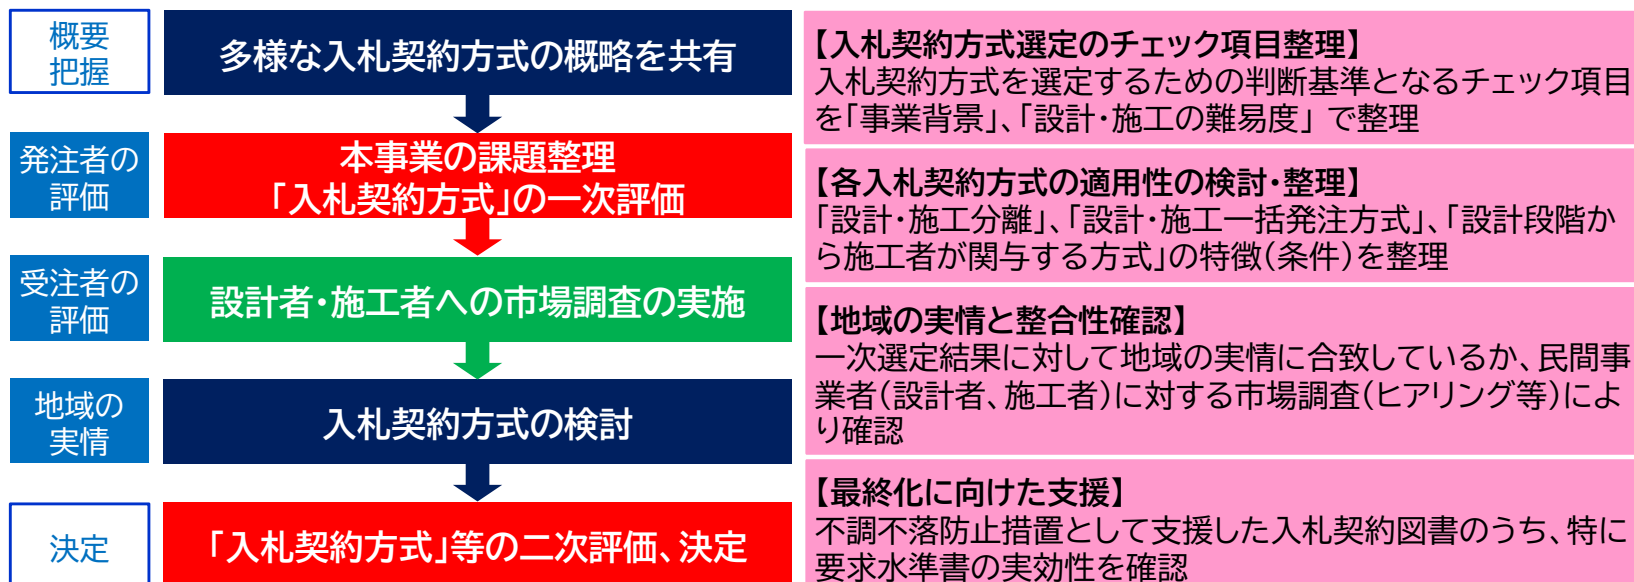 概要
把握
多様な入札契約方式の概略を共有
発注者の
評価
本事業の課題整理
「入札契約方式」の一次評価
受注者の
評価
設計者・施工者への市場調査の実施
地域の
実情
入札契約方式の検討
決定
「入札契約方式」等の二次評価、決定
【入札契約方式選定のチェック項目整理】
入札契約方式を選定するための判断基準となるチェック項目
を「事業背景」、「設計・施工の難易度」で整理
【各入札契約方式の適用性の検討・整理】
「設計・施工分離」、「設計・施工一括発注方式」、「設計段階か
ら施工者が関与する方式」の特徴（条件）を整理
【地域の実情と整合性確認】
一次選定結果に対して地域の実情に合致しているか、民間事
業者（設計者、施工者）に対する市場調査（ヒアリング等）によ
り確認
【最終化に向けた支援】
不調不落防止措置として支援した入札契約図書のうち、特に
要求水準書の実効性を確認